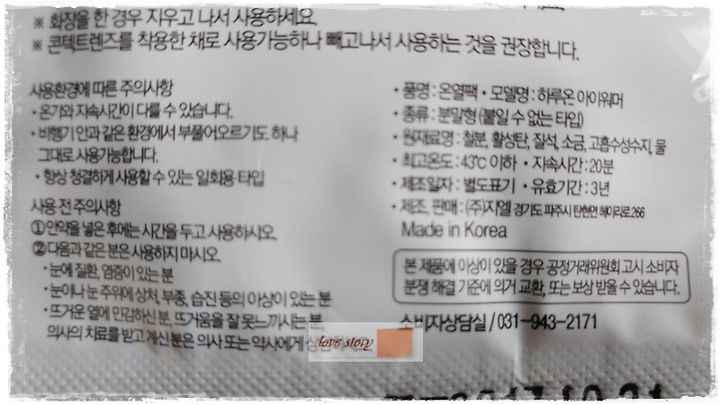 ※ 화장을 한 경우 지우고 나서 사용하세요.
※ 콘텍트렌즈를 착용한 채로 사용가능하나 빼고나서 사용하는 것을 권장합니다.
사용환경에 따른 주의사항
• 온기와 지속시간이 다를 수 있습니다.
• 비행기 안과 같은 환경에서 부풀어오르기도 하나
그대로 사용가능합니다.
• 항상 청결하게 사용할 수 있는 일회용 타입
사용 전 주의사항
① 안약을 넣은 후에는 시간을 두고 사용하시오.
② 다음과 같은 분은 사용하지 마시오.
• 눈에 질환, 염증이 있는 분
• 눈이나 눈 주위에 상처, 부종, 습진 등의 이상이 있는 분
• 뜨거운 열에 민감하신 분, 뜨거움을 잘 못느끼시는 분
의사의 치료를 받고 계신 분은 의사 또는 약사에게
• 품명 : 온열팩 • 모델명 : 하루온 아이워머
• 종류 : 분말형 (붙일 수 없는 타입)
• 원재료명 : 철분, 활성탄, 질석, 소금, 고흡수성수지, 물
• 최고온도 : 43℃ 이하 • 지속시간 : 20분
• 제조일자 : 별도표기 • 유효기간 : 3년
• 제조, 판매 : (주)지엘 경기도 파주시 탄현면 헤이리로 266
Made in Korea
본 제품에 이상이 있을 경우 공정거래위원회 고시 소비자
분쟁 해결 기준에 의거 교환, 또는 보상 받을 수 있습니다.
소비자상담실 / 031-943-2171
love story